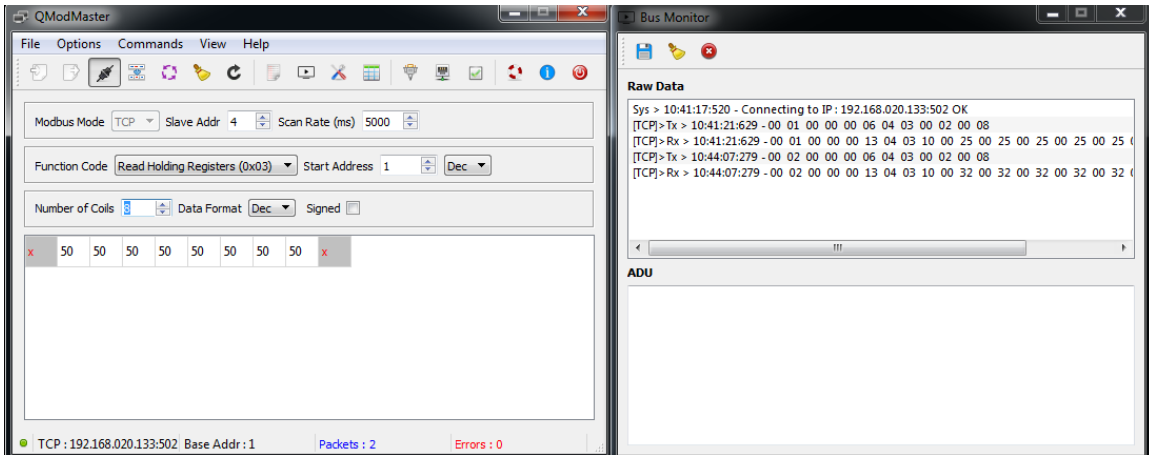 QModMaster
File Options Commands View Help
Modbus Mode TCP Slave Addr 4 Scan Rate (ms) 5000
Function Code Read Holding Registers (0x03) Start Address 1 Dec
Number of Coils 8 Data Format Dec Signed
x 50 50 50 50 50 50 50 50 x
TCP : 192.168.020.133:502 Base Addr : 1 Packets : 2 Errors : 0
Bus Monitor
Raw Data
Sys > 10:41:17:520 - Connecting to IP : 192.168.020.133:502 OK
[TCP]>Tx > 10:41:21:629 - 00 01 00 00 00 06 04 03 00 02 00 08
[TCP]>Rx > 10:41:21:629 - 00 01 00 00 00 13 04 03 10 00 25 00 25 00 25 00 25 00 25
[TCP]>Tx > 10:44:07:279 - 00 02 00 00 00 06 04 03 00 02 00 08
[TCP]>Rx > 10:44:07:279 - 00 02 00 00 00 13 04 03 10 00 32 00 32 00 32 00 32 00 32
ADU